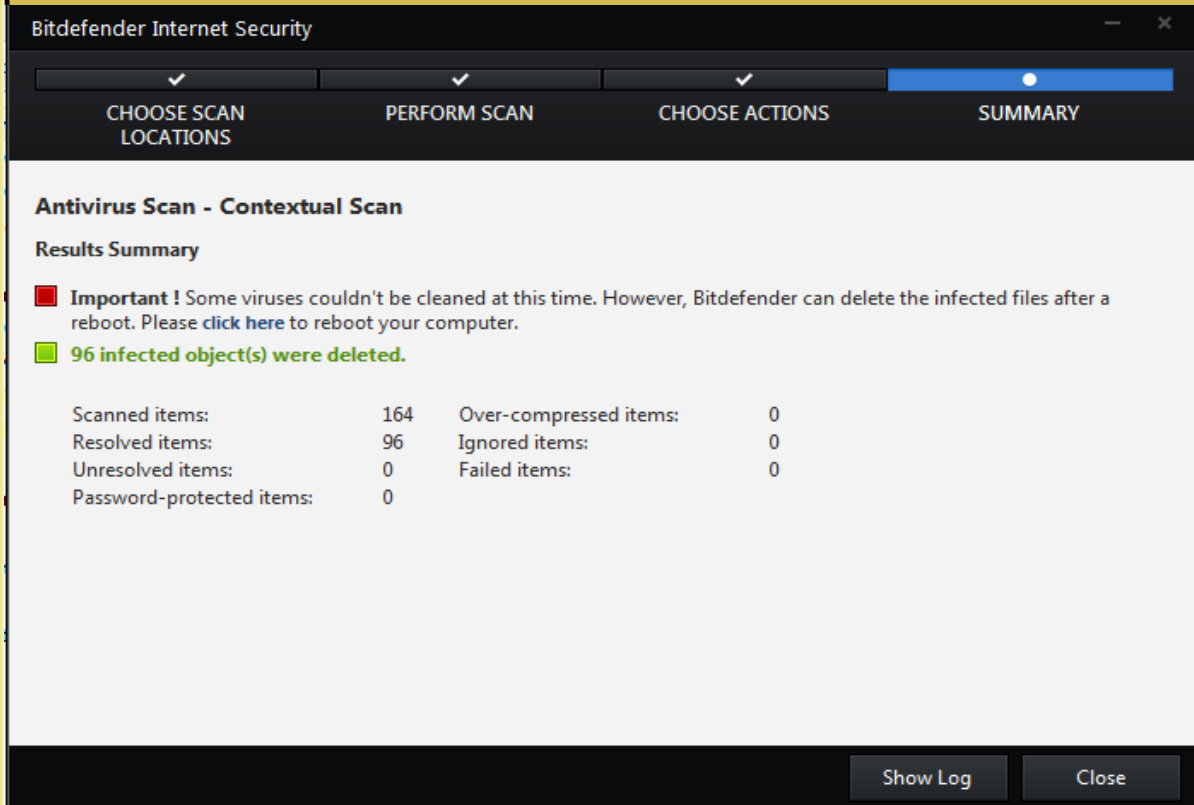 Bitdefender Internet Security
CHOOSE SCAN
LOCATIONS
PERFORM SCAN
CHOOSE ACTIONS
SUMMARY
Antivirus Scan - Contextual Scan
Results Summary
Important ! Some viruses couldn't be cleaned at this time. However, Bitdefender can delete the infected files after a
reboot. Please click here to reboot your computer.
96 infected object(s) were deleted.
Scanned items: 164 Over-compressed items: 0
Resolved items: 96 Ignored items: 0
Unresolved items: 0 Failed items: 0
Password-protected items: 0
Show Log Close